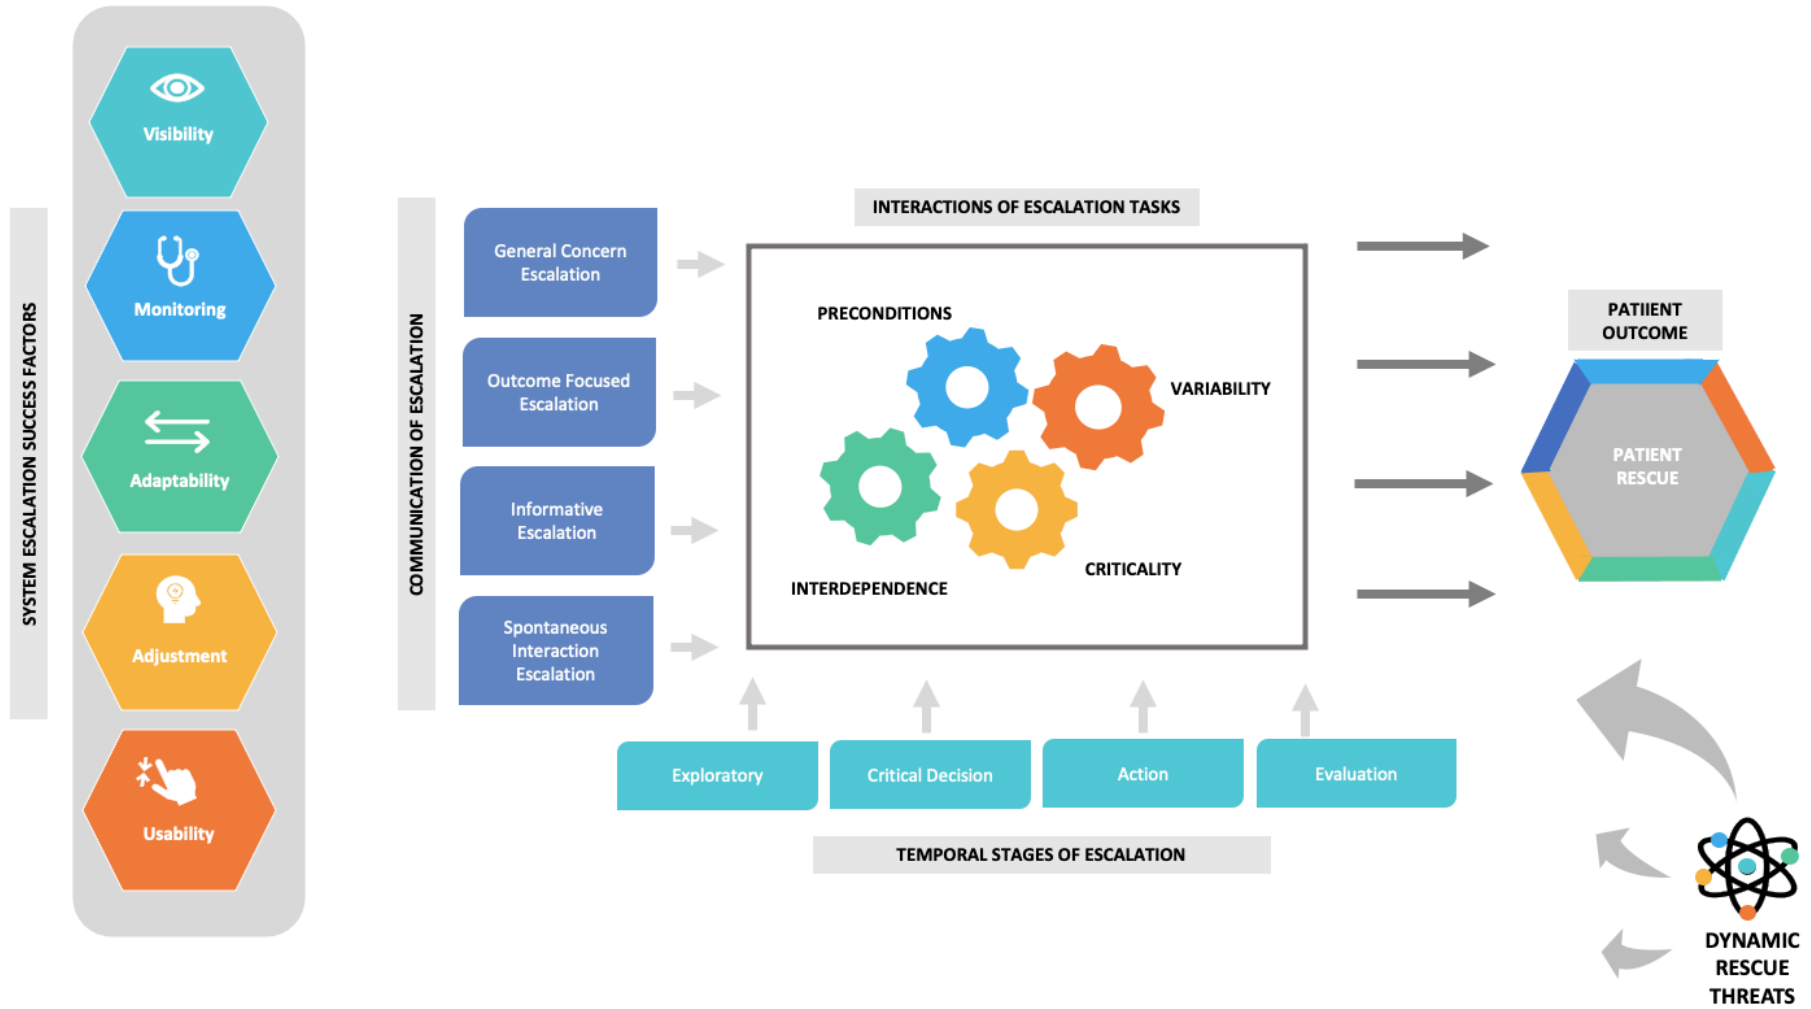 SYSTEM ESCALATION SUCCESS FACTORS
Visibility
Monitoring
Adaptability
Adjustment
Usability
COMMUNICATION OF ESCALATION
General Concern
Escalation
Outcome Focused
Escalation
Informative
Escalation
Spontaneous
Interaction
Escalation
INTERACTIONS OF ESCALATION TASKS
PRECONDITIONS
VARIABILITY
INTERDEPENDENCE
CRITICALITY
Exploratory
Critical Decision
Action
Evaluation
TEMPORAL STAGES OF ESCALATION
PATIIENT
OUTCOME
PATIENT
RESCUE
DYNAMIC
RESCUE
THREATS